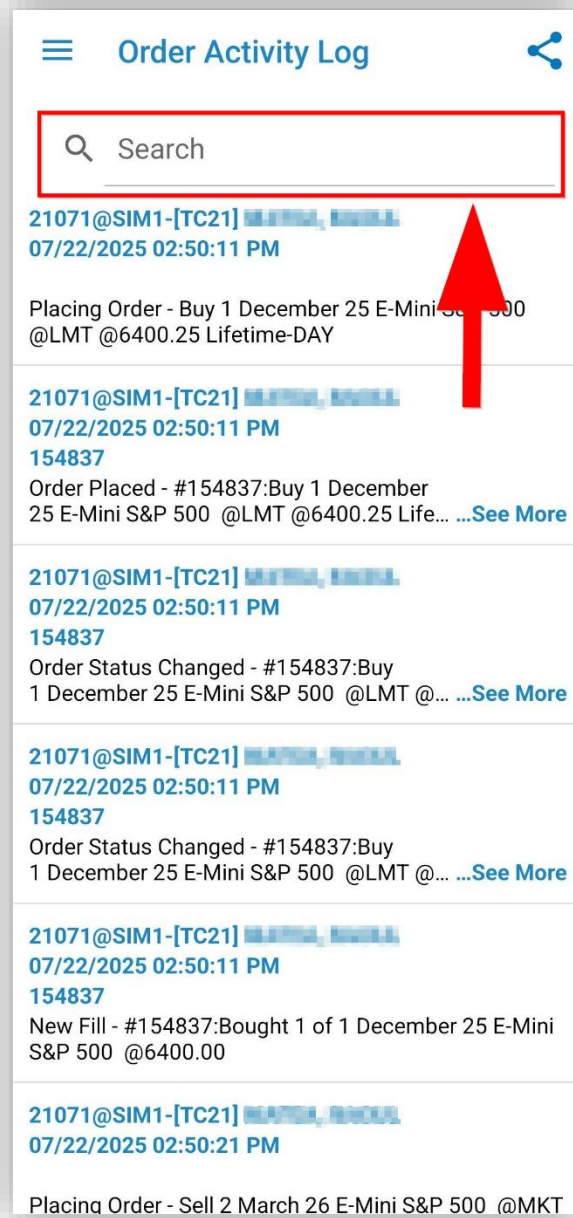 Order Activity Log
Search
21071@SIM1-[TC21]
07/22/2025 02:50:11 PM
Placing Order - Buy 1 December 25 E-Mini 500
@LMT @6400.25 Lifetime-DAY
21071@SIM1-[TC21]
07/22/2025 02:50:11 PM
154837
Order Placed - #154837:Buy 1 December
25 E-Mini S&P 500 @LMT @6400.25 Life... ...See More
21071@SIM1-[TC21]
07/22/2025 02:50:11 PM
154837
Order Status Changed - #154837:Buy
1 December 25 E-Mini S&P 500 @LMT @... ...See More
21071@SIM1-[TC21]
07/22/2025 02:50:11 PM
154837
Order Status Changed - #154837:Buy
1 December 25 E-Mini S&P 500 @LMT @... ...See More
21071@SIM1-[TC21]
07/22/2025 02:50:11 PM
154837
New Fill - #154837:Bought 1 of 1 December 25 E-Mini
S&P 500 @6400.00
21071@SIM1-[TC21]
07/22/2025 02:50:21 PM
Placing Order - Sell 2 March 26 E-Mini S&P 500 @MKT